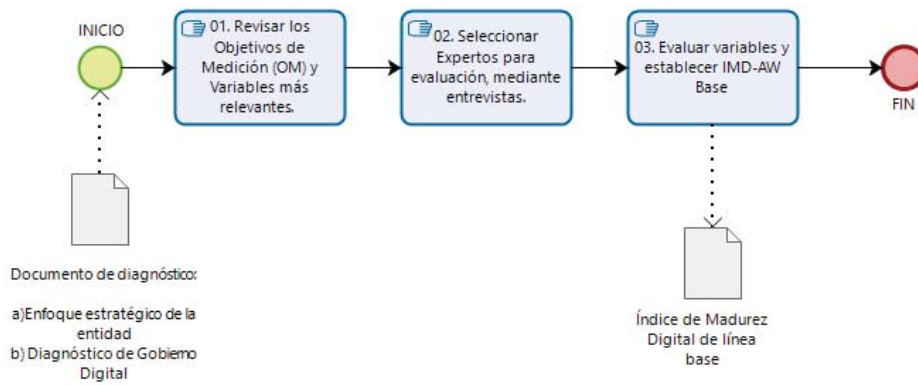 INICIO
01. Revisar los
Objetivos de
Medición (OM) y
Variables más
relevantes.
02. Seleccionar
Expertos para
evaluación, mediante
entrevistas.
03. Evaluar variables y
establecer IMD-AW
Base
FIN
Documento de diagnóstico:
a)Enfoque estratégico de la
entidad
b) Diagnóstico de Gobierno
Digital
Índice de Madurez
Digital de línea
base